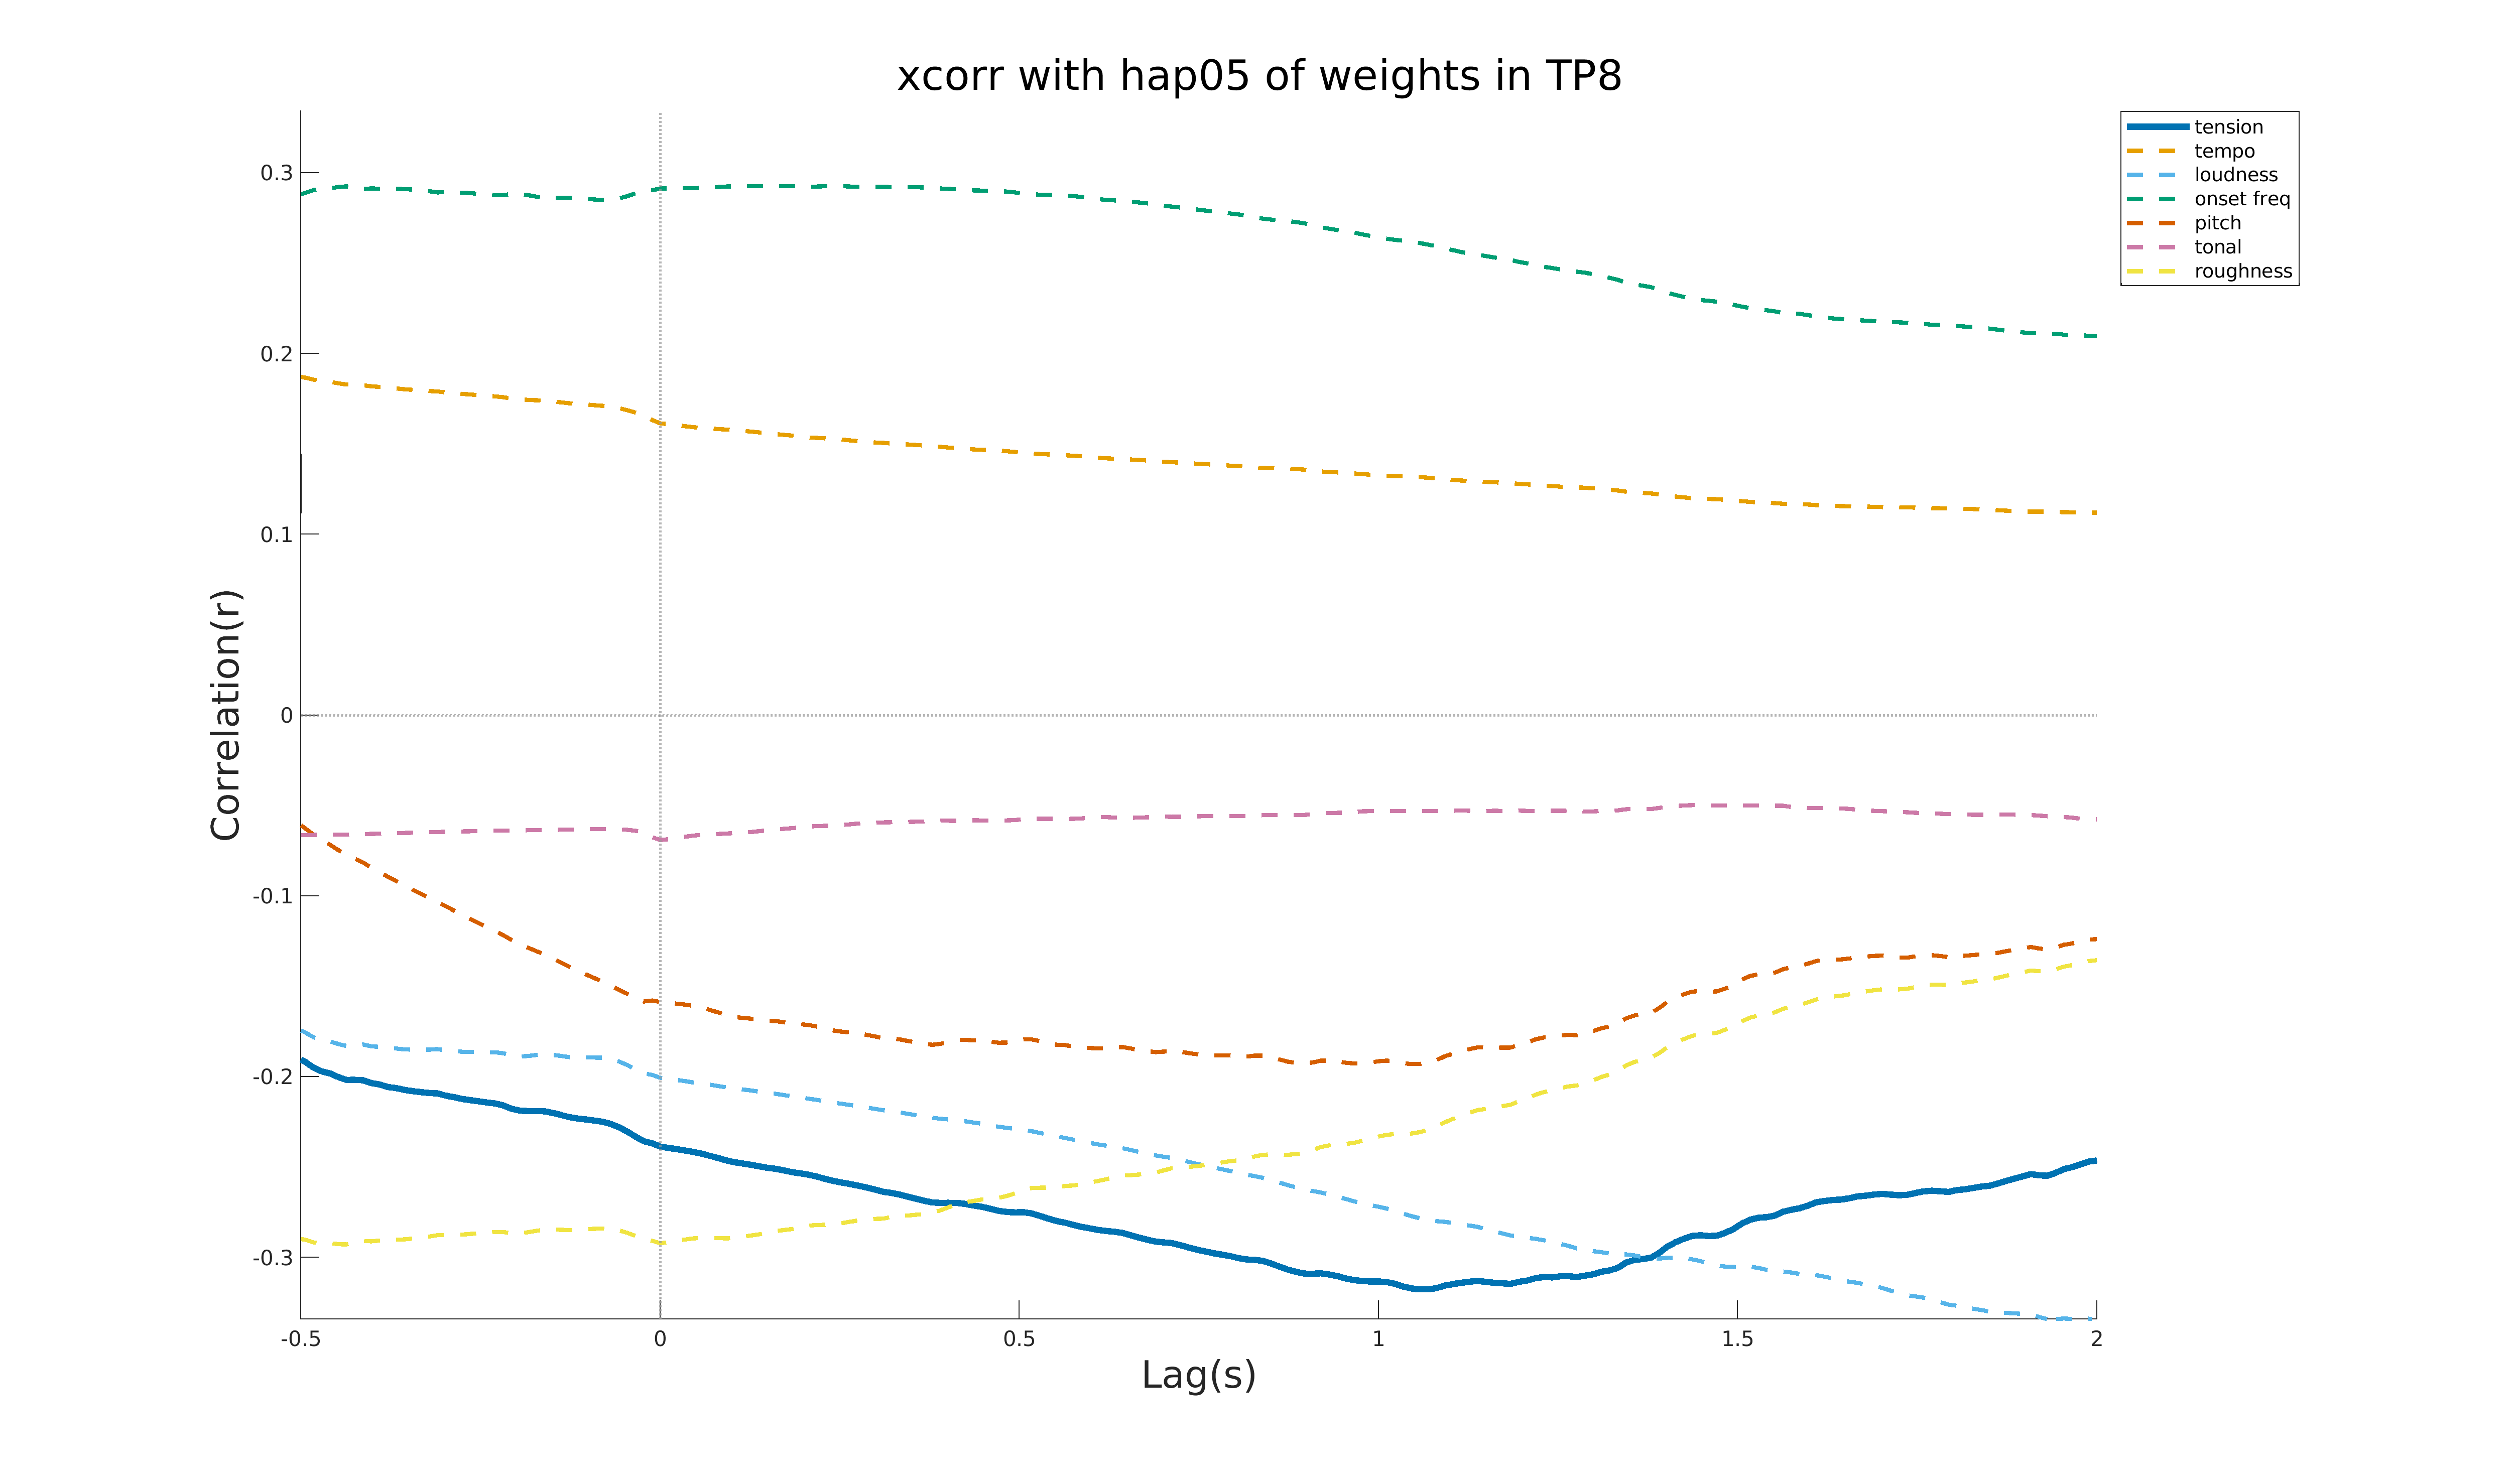 xcorr with hap05 of weights in TP8
tension
tempo
loudness
onset freq
pitch
tonal
roughness
0.3
0.2
0.1
0
-0.1
-0.2
-0.3
Correlation(r)
-0.5
0
0.5
1
1.5
2
Lag(s)